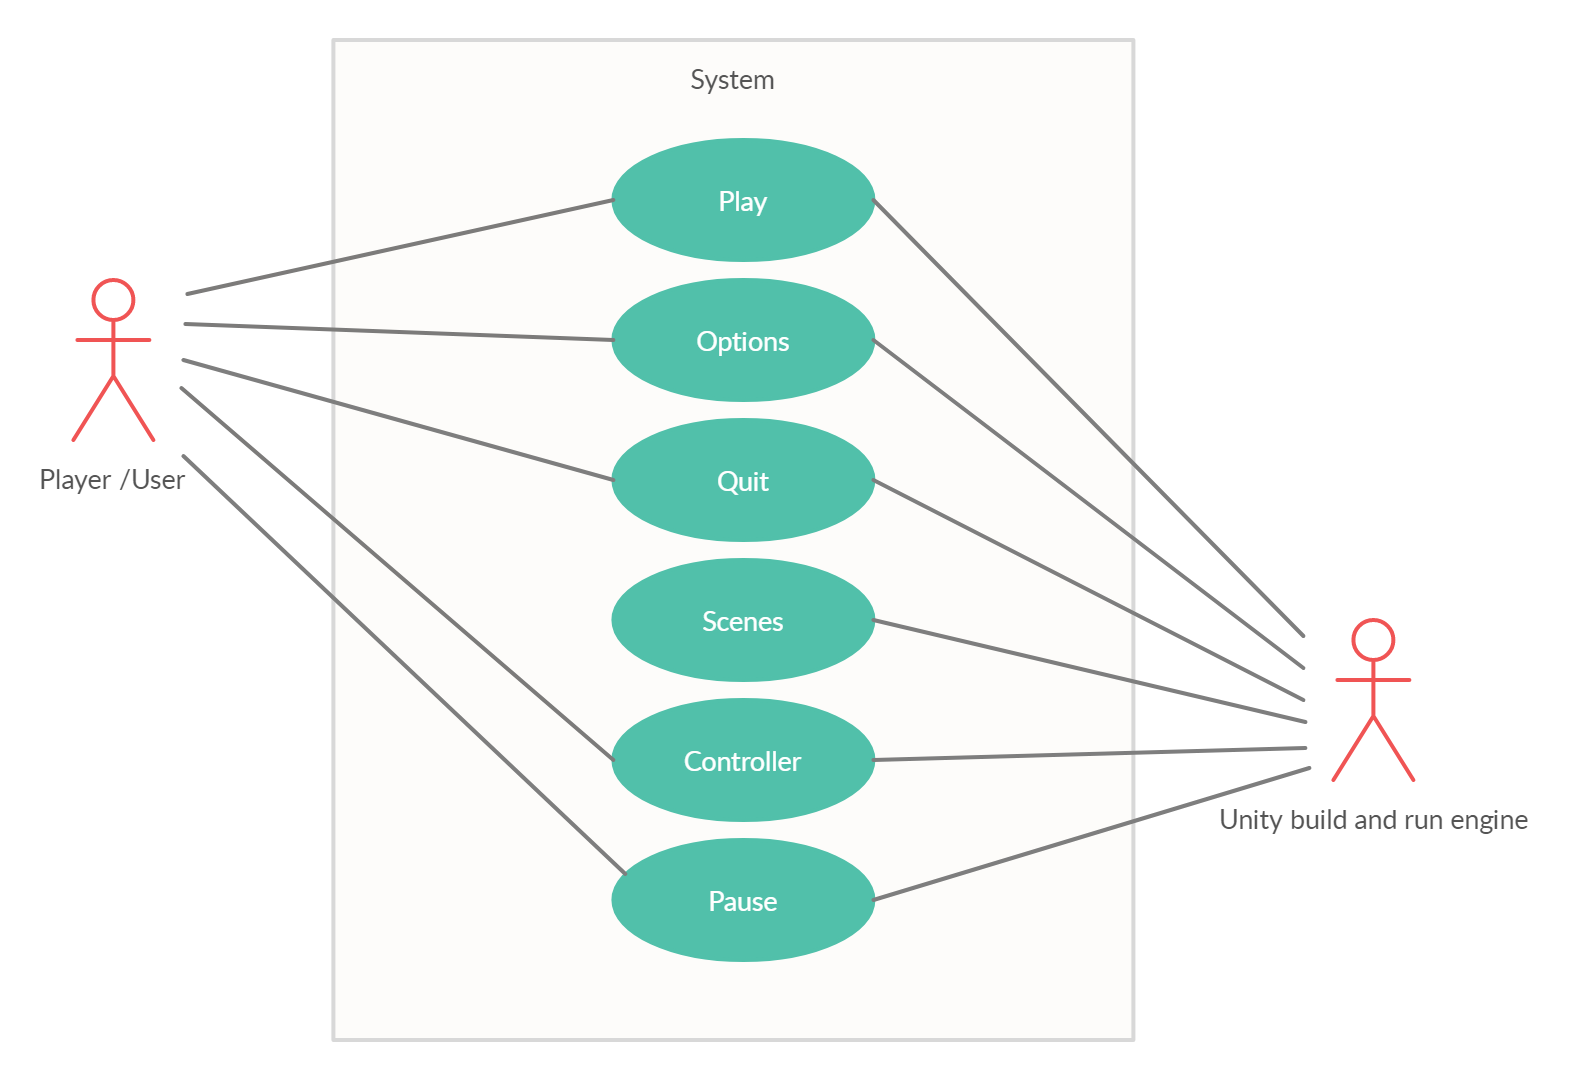 System
Play
Options
Quit
Player /User
Scenes
Controller
Unity build and run engine
Pause